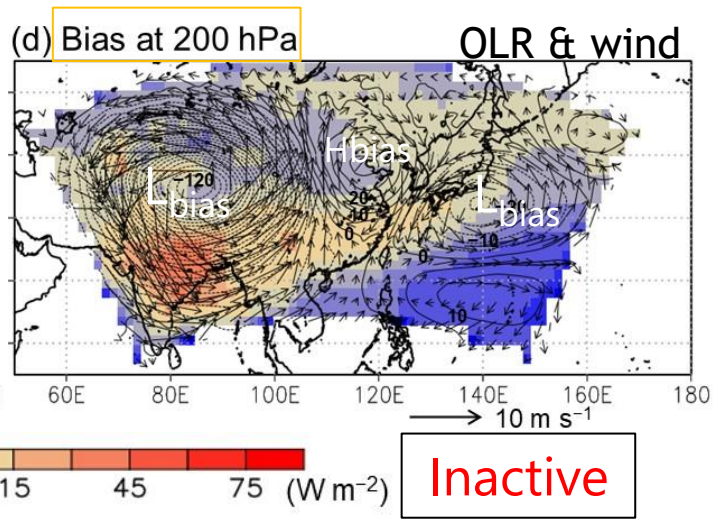 (d) Bias at 200 hPa
OLR & wind
Hbias
-120
Lbias
Lbias
20
10
0
-20
-10
0
10
60E 80E 100E 120E 140E 160E 180
10 m s⁻¹
15 45 75 (W m⁻²)
Inactive